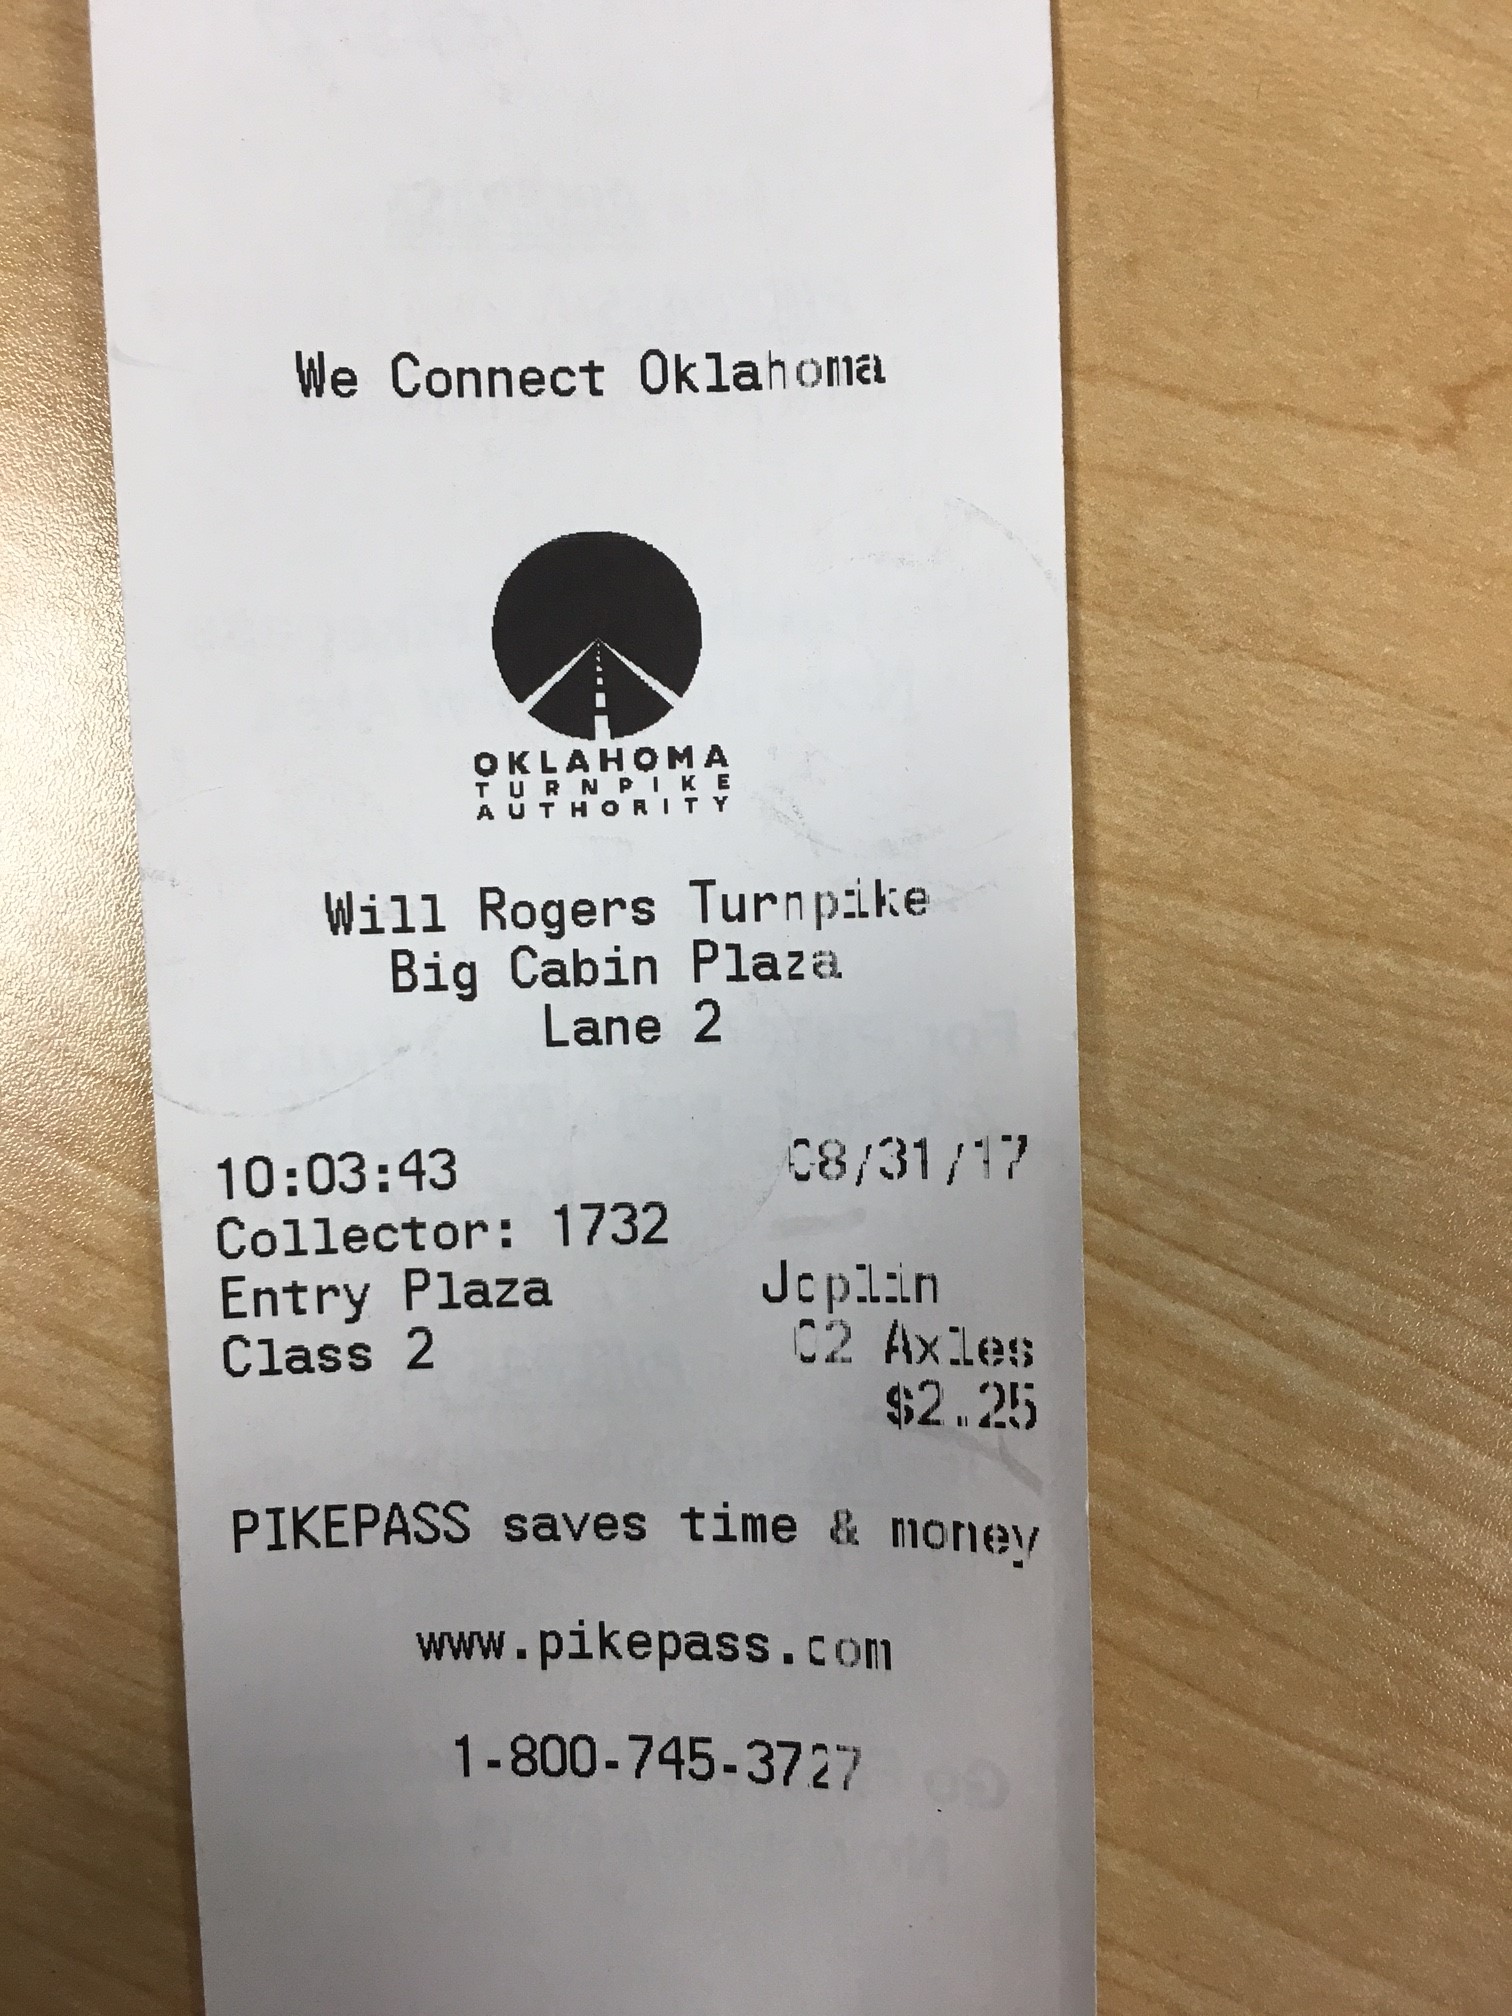 We Connect Oklahoma
OKLAHOMA
TURNPIKE
AUTHORITY
Will Rogers Turnpike
Big Cabin Plaza
Lane 2
10:03:43 08/31/17
Collector: 1732
Entry Plaza Joplin
Class 2 02 Axles
$2.25
PIKEPASS saves time & money
www.pikepass.com
1-800-745-3727